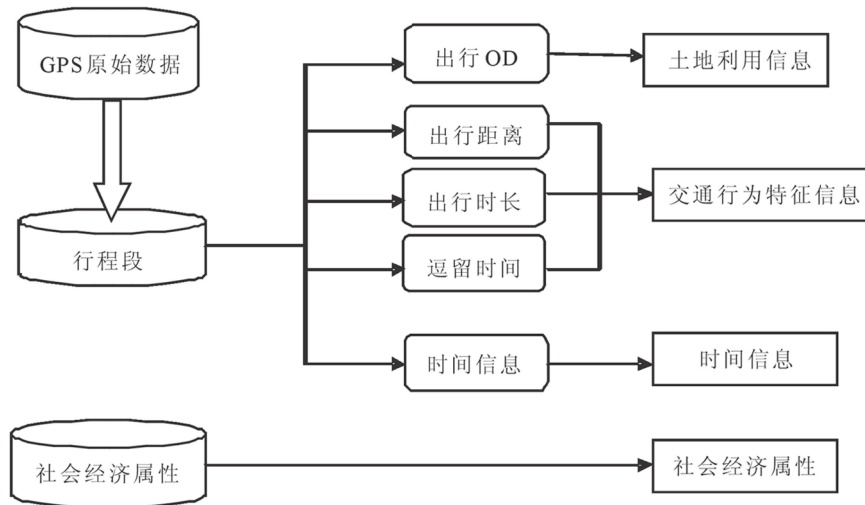 GPS原始数据
出行OD
土地利用信息
出行距离
出行时长
交通行为特征信息
行程段
逗留时间
时间信息
时间信息
社会经济属性
社会经济属性